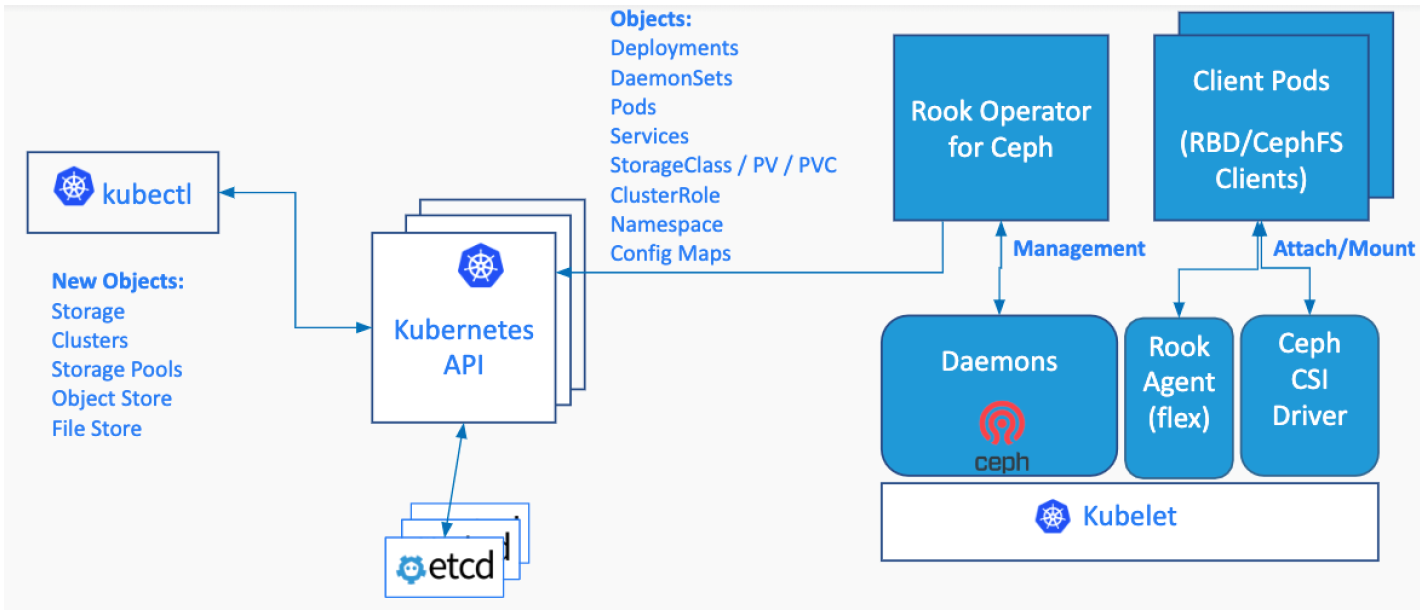 Objects:
Deployments
DaemonSets
Pods
Services
StorageClass / PV / PVC
ClusterRole
Namespace
Config Maps
kubectl
New Objects:
Storage
Clusters
Storage Pools
Object Store
File Store
Kubernetes
API
etcd
Rook Operator
for Ceph
Client Pods
(RBD/CephFS
Clients)
Management
Attach/Mount
Daemons
ceph
Rook
Agent
(flex)
Ceph
CSI
Driver
Kubelet